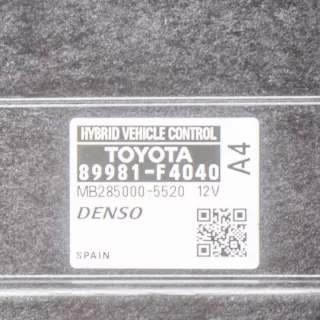 HYBRID VEHICLE CONTROL
TOYOTA
89981-F4040
MB285000-5520 12V
A4
DENSO
SPAIN